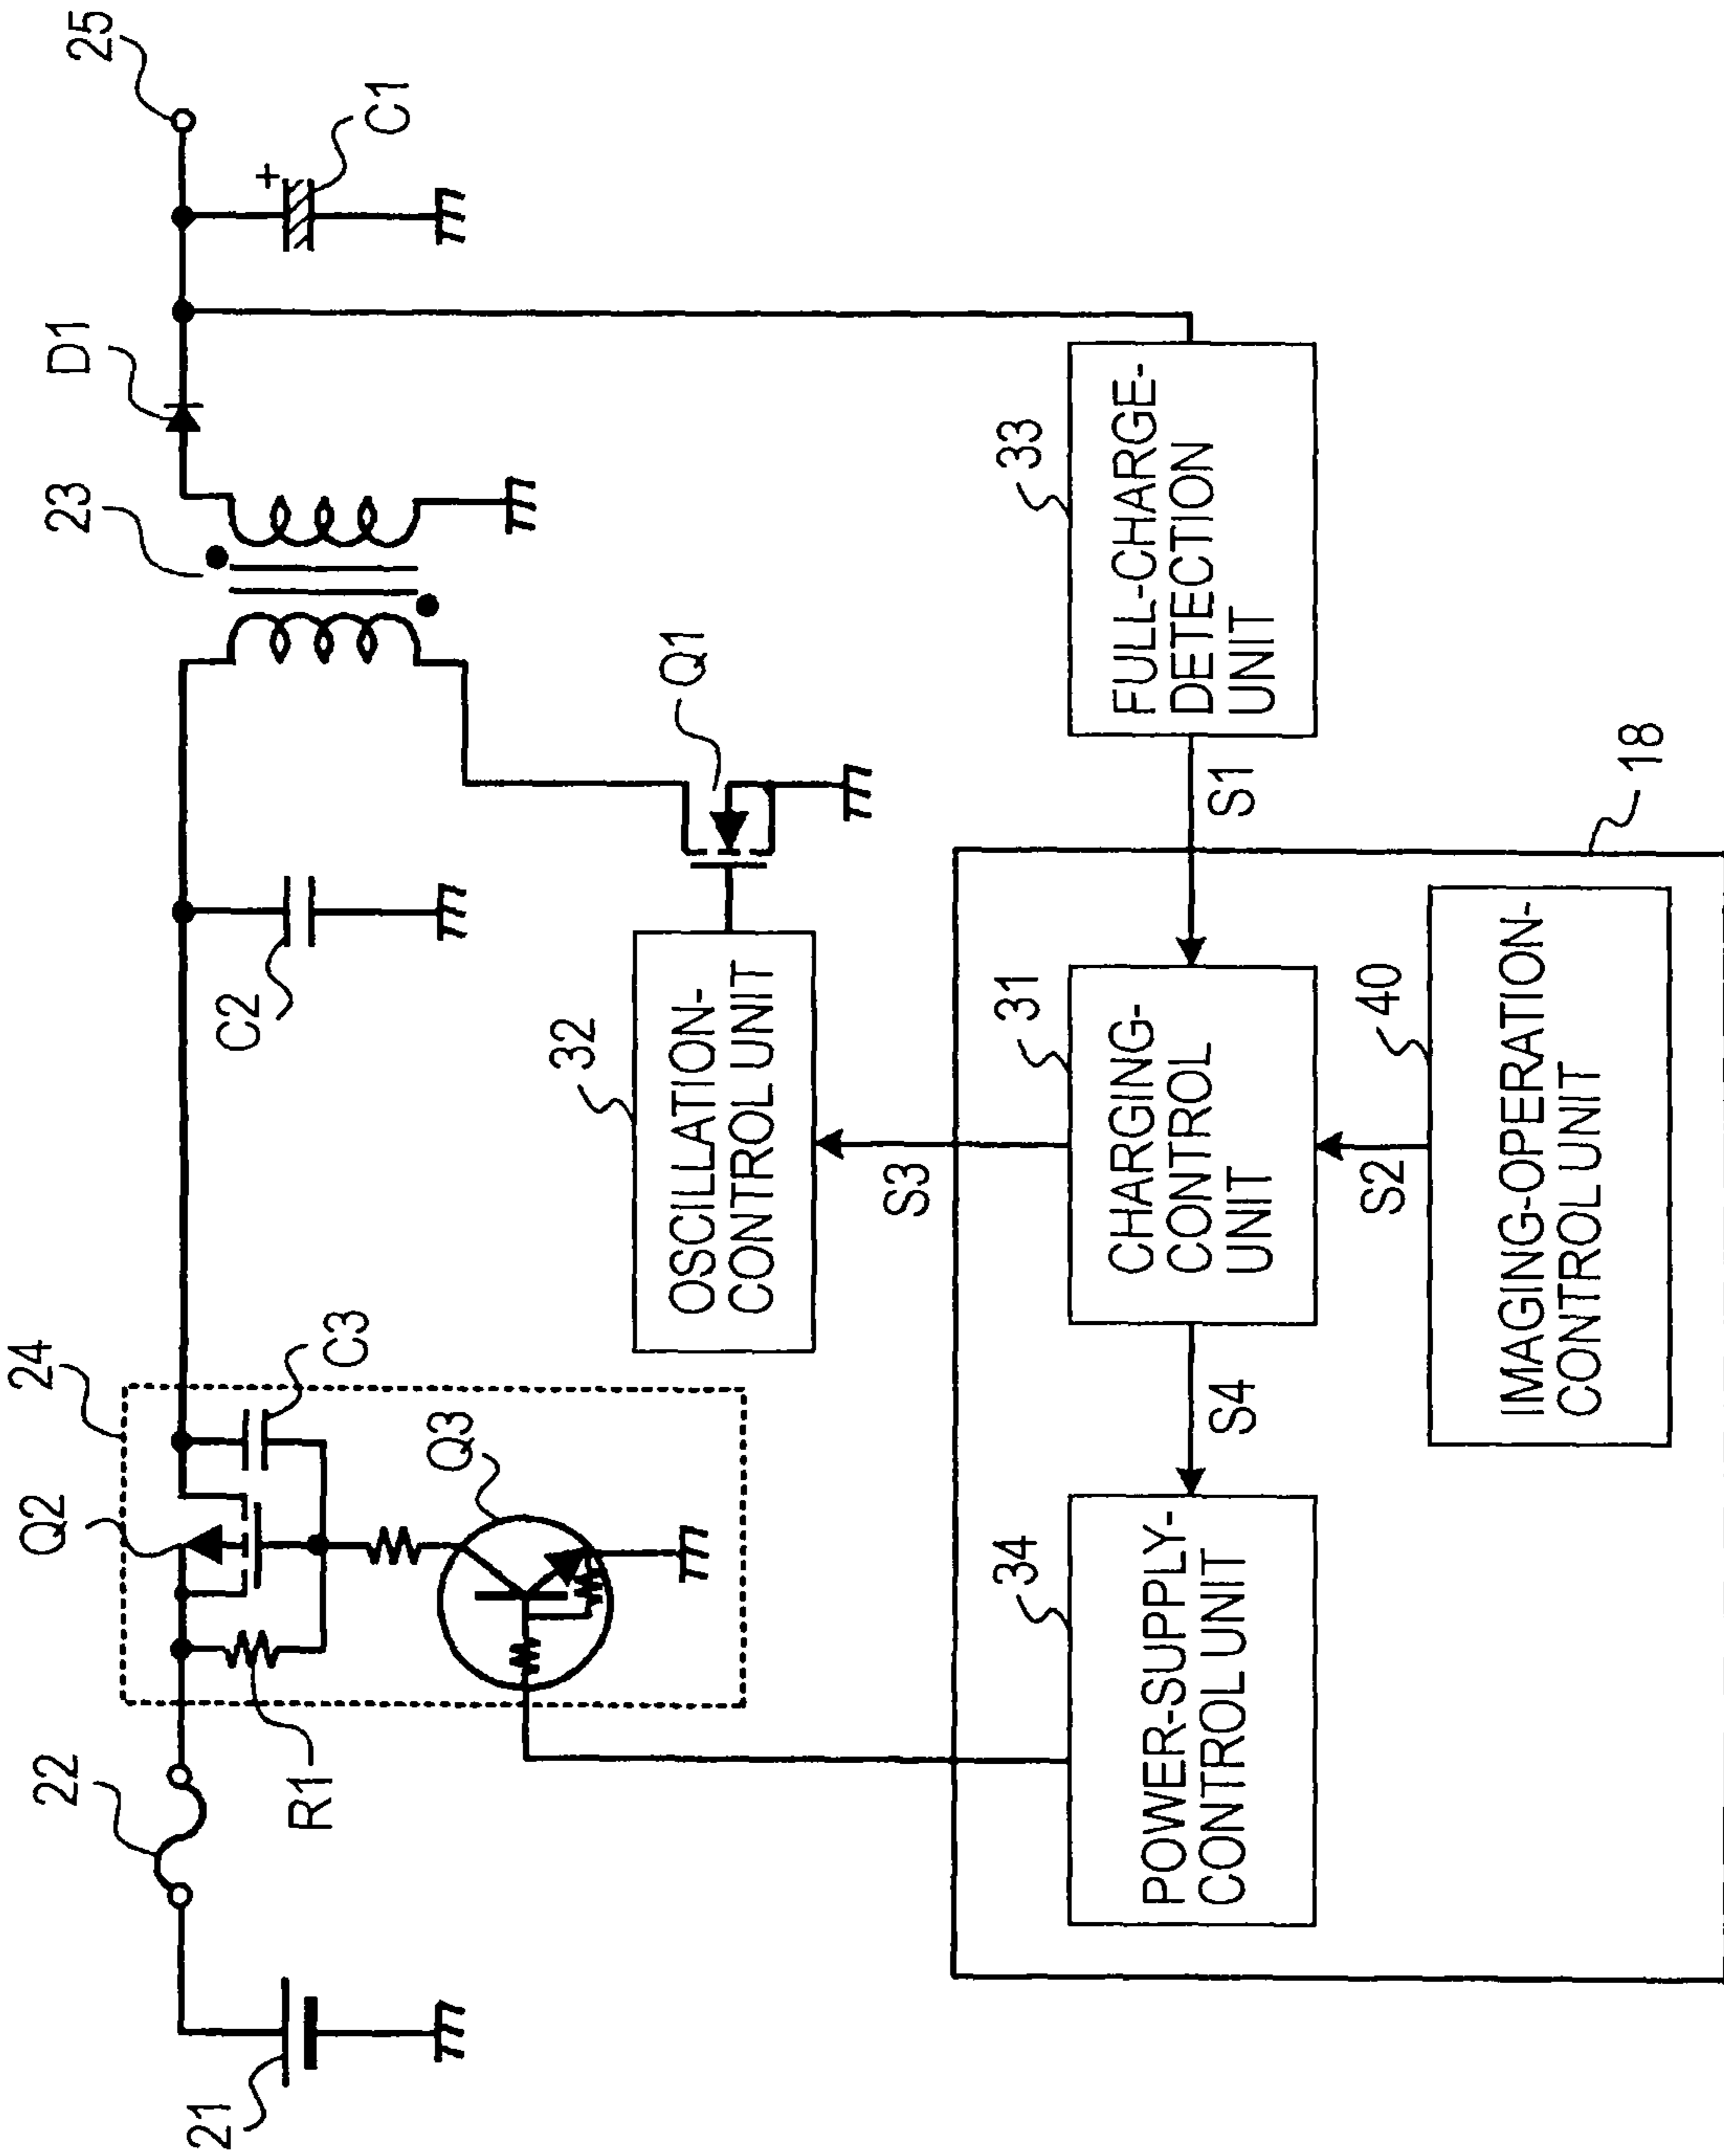 25
C1
D1
23
Q1
C2
24
Q2
C3
Q3
22
R1
21
33
FULL-CHARGE-
DETECTION
UNIT
S1
18
32
OSCILLATION-
CONTROL UNIT
S3
31
CHARGING-
CONTROL
UNIT
40
S2
IMAGING-OPERATION-
CONTROL UNIT
S4
34
POWER-SUPPLY-
CONTROL UNIT
+